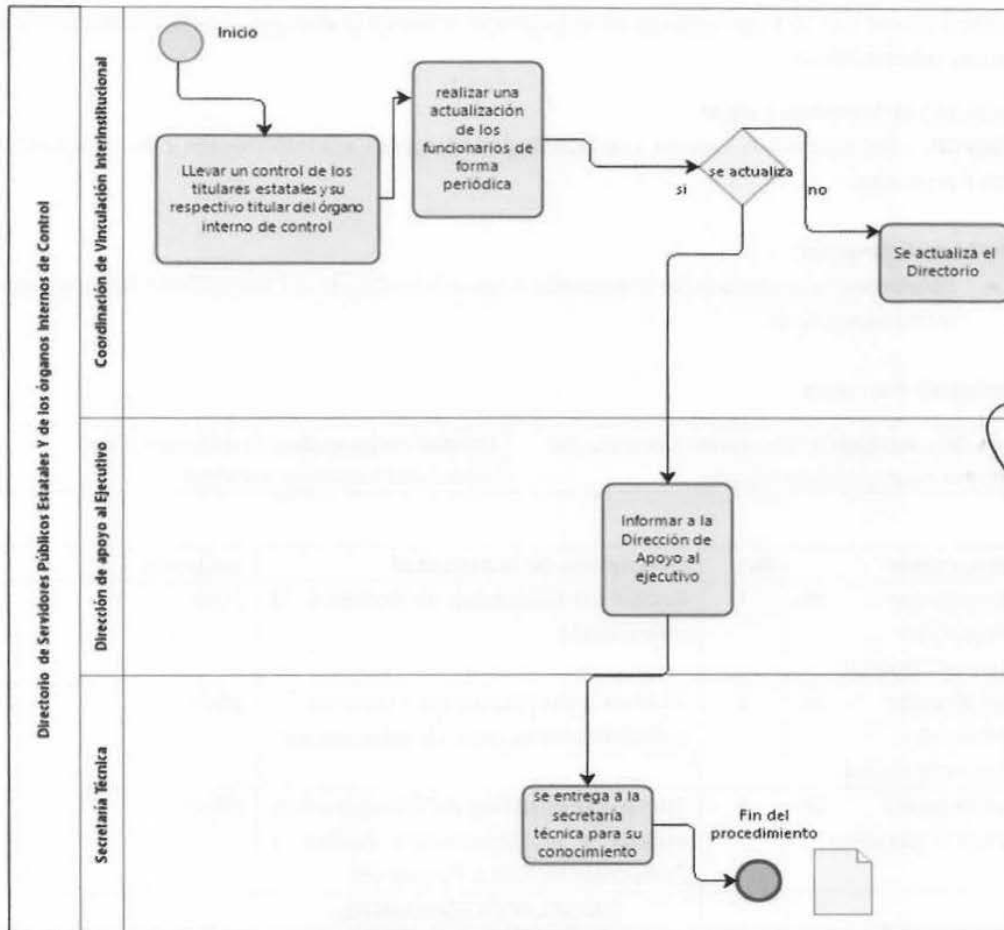 Directorio de Servidores Públicos Estatales Y de los órganos Internos de Control
Coordinación de Vinculación Interinstitucional
Inicio
LLevar un control de los
titulares estatales y su
respectivo titular del órgano
interno de control
realizar una
actualización
de los
funcionarios de
forma
periódica
se actualiza
si
no
Se actualiza el
Directorio
Dirección de apoyo al Ejecutivo
Informar a la
Dirección de
Apoyo al
ejecutivo
Secretaría Técnica
se entrega a la
secretaría
técnica para su
conocimiento
Fin del
procedimiento